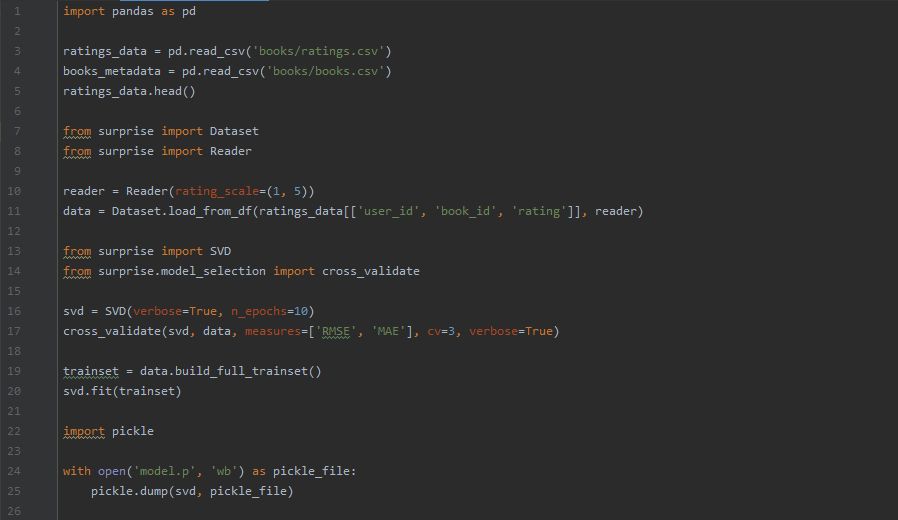 1 import pandas as pd
2
3 ratings_data = pd.read_csv('books/ratings.csv')
4 books_metadata = pd.read_csv('books/books.csv')
5 ratings_data.head()
6
7 from surprise import Dataset
8 from surprise import Reader
9
10 reader = Reader(rating_scale=(1, 5))
11 data = Dataset.load_from_df(ratings_data[['user_id', 'book_id', 'rating']], reader)
12
13 from surprise import SVD
14 from surprise.model_selection import cross_validate
15
16 svd = SVD(verbose=True, n_epochs=10)
17 cross_validate(svd, data, measures=['RMSE', 'MAE'], cv=3, verbose=True)
18
19 trainset = data.build_full_trainset()
20 svd.fit(trainset)
21
22 import pickle
23
24 with open('model.p', 'wb') as pickle_file:
25     pickle.dump(svd, pickle_file)
26